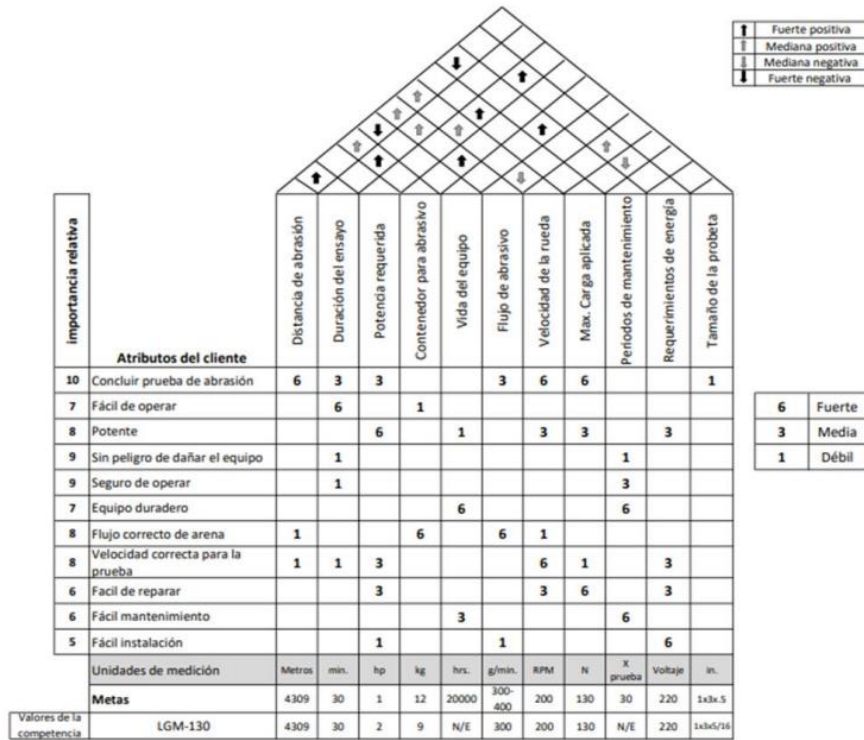 Fuerte positiva
Mediana positiva
Mediana negativa
Fuerte negativa
importancia relativa
Atributos del cliente
Distancia de abrasión
Duración del ensayo
Potencia requerida
Contenedor para abrasivo
Vida del equipo
Flujo de abrasivo
Velocidad de la rueda
Max. Carga aplicada
Periodos de mantenimiento
Requerimientos de energía
Tamaño de la probeta
10 Concluir prueba de abrasión 6 3 3 3 6 6 1
7 Fácil de operar 6 1
8 Potente 6 1 3 3 3
9 Sin peligro de dañar el equipo 1 1
9 Seguro de operar 1 3
7 Equipo duradero 6 6
8 Flujo correcto de arena 1 6 6 1
8 Velocidad correcta para la
prueba 1 1 3 6 1 3
6 Facil de reparar 3 3 6 3
6 Fácil mantenimiento 3 6
5 Fácil instalación 1 1 6
6 Fuerte
3 Media
1 Débil
Unidades de medición Metros min. hp kg hrs. g/min. RPM N X prueba Voltaje in.
Metas 4309 30 1 12 20000 300-400 200 130 30 220 1x3x.5
Valores de la competencia LGM-130 4309 30 2 9 N/E 300 200 130 N/E 220 1x3x5/16